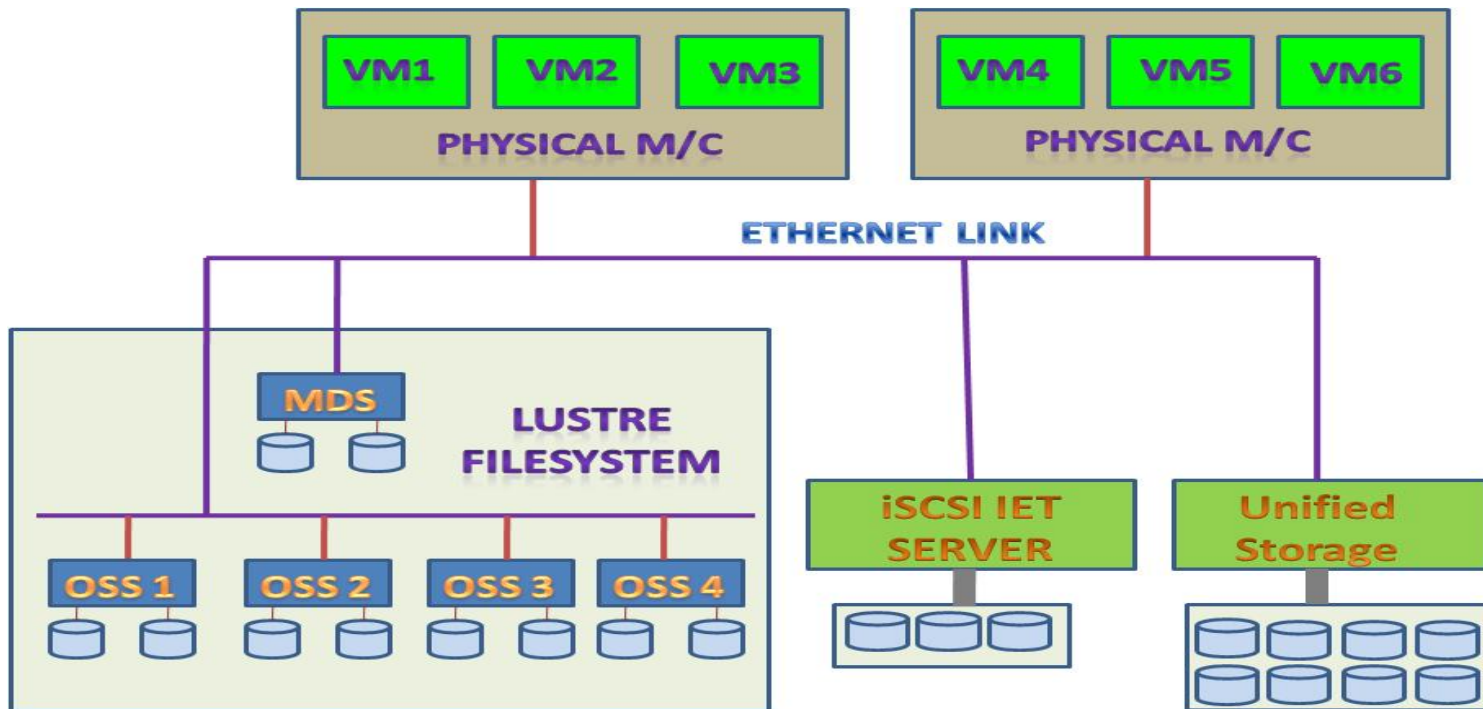 VM1
VM2
VM3
PHYSICAL M/C
VM4
VM5
VM6
PHYSICAL M/C
ETHERNET LINK
MDS
LUSTRE
FILESYSTEM
OSS 1
OSS 2
OSS 3
OSS 4
iSCSI IET
SERVER
Unified
Storage